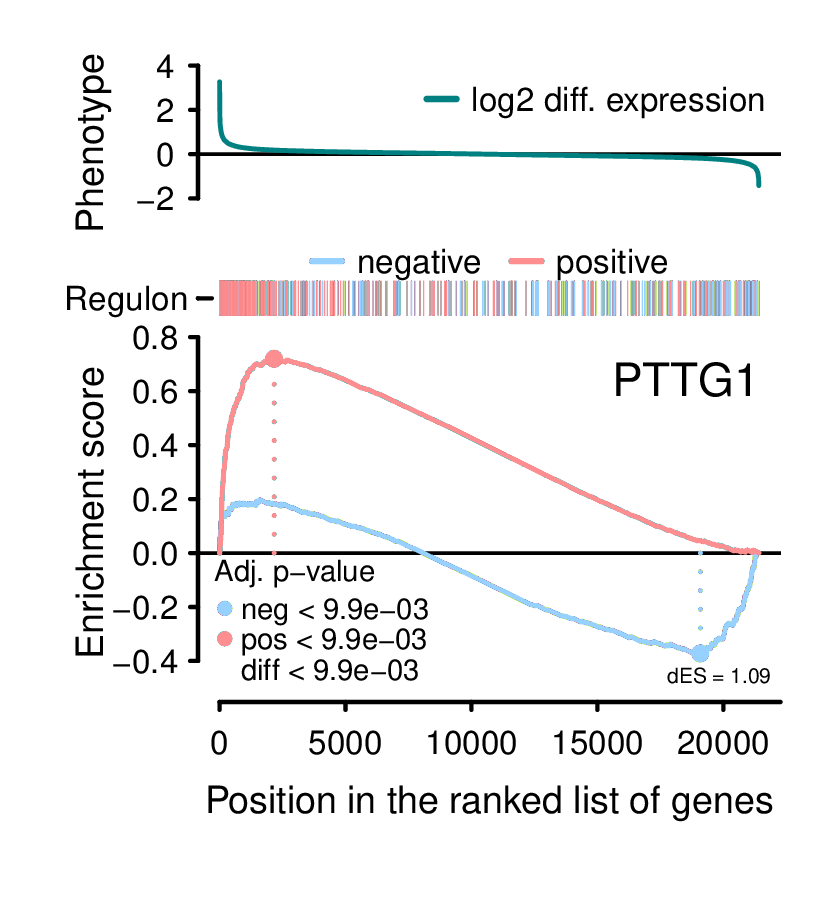 Phenotype
4
2
0
−2
log2 diff. expression
negative
positive
Regulon
Enrichment score
0.8
0.6
0.4
0.2
0.0
−0.2
−0.4
PTTG1
Adj. p−value
neg < 9.9e−03
pos < 9.9e−03
diff < 9.9e−03
dES = 1.09
0 5000 10000 15000 20000
Position in the ranked list of genes